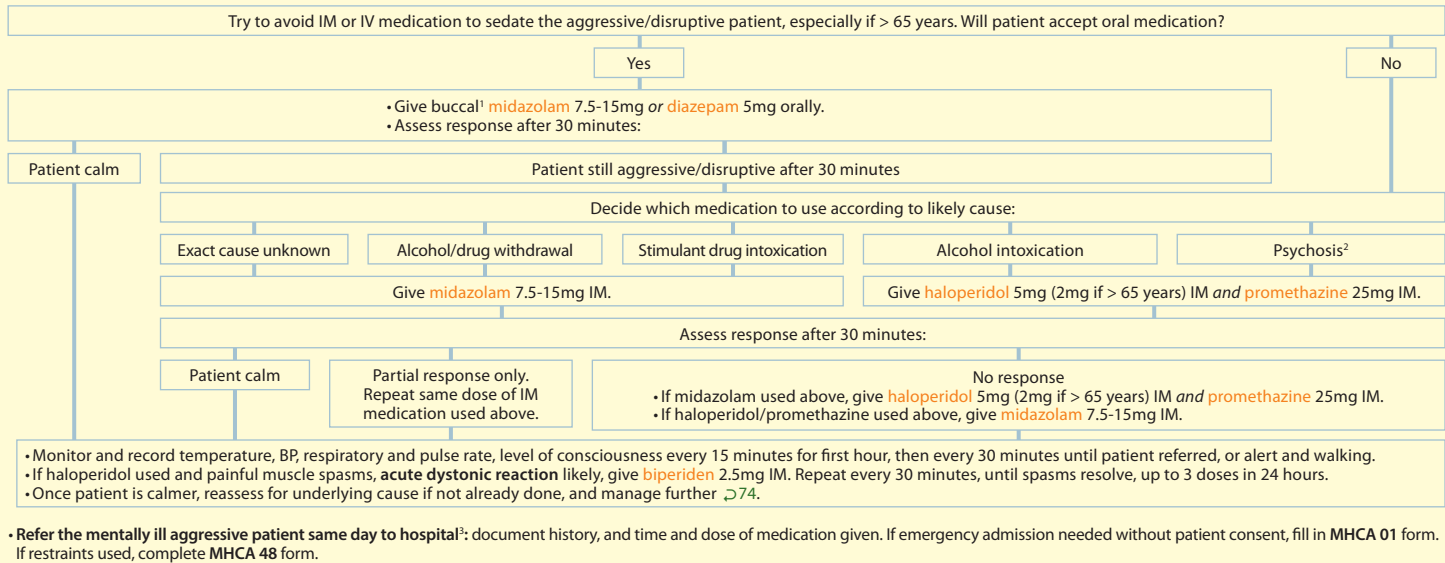 Try to avoid IM or IV medication to sedate the aggressive/disruptive patient, especially if > 65 years. Will patient accept oral medication?
Yes
No
• Give buccal¹ midazolam 7.5-15mg or diazepam 5mg orally.
• Assess response after 30 minutes:
Patient calm
Patient still aggressive/disruptive after 30 minutes
Decide which medication to use according to likely cause:
Exact cause unknown
Alcohol/drug withdrawal
Stimulant drug intoxication
Alcohol intoxication
Psychosis²
Give midazolam 7.5-15mg IM.
Give haloperidol 5mg (2mg if > 65 years) IM and promethazine 25mg IM.
Assess response after 30 minutes:
Patient calm
Partial response only.
Repeat same dose of IM
medication used above.
No response
• If midazolam used above, give haloperidol 5mg (2mg if > 65 years) IM and promethazine 25mg IM.
• If haloperidol/promethazine used above, give midazolam 7.5-15mg IM.
• Monitor and record temperature, BP, respiratory and pulse rate, level of consciousness every 15 minutes for first hour, then every 30 minutes until patient referred, or alert and walking.
• If haloperidol used and painful muscle spasms, acute dystonic reaction likely, give biperiden 2.5mg IM. Repeat every 30 minutes, until spasms resolve, up to 3 doses in 24 hours.
• Once patient is calmer, reassess for underlying cause if not already done, and manage further ⮌74.
• Refer the mentally ill aggressive patient same day to hospital³: document history, and time and dose of medication given. If emergency admission needed without patient consent, fill in MHCA 01 form.
If restraints used, complete MHCA 48 form.